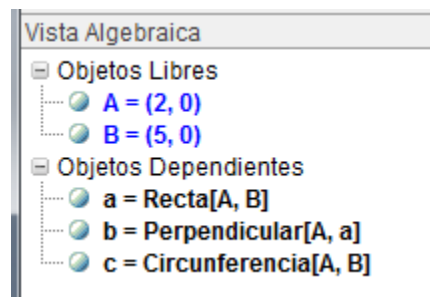 Vista Algebraica
Objetos Libres
A = (2, 0)
B = (5, 0)
Objetos Dependientes
a = Recta[A, B]
b = Perpendicular[A, a]
c = Circunferencia[A, B]